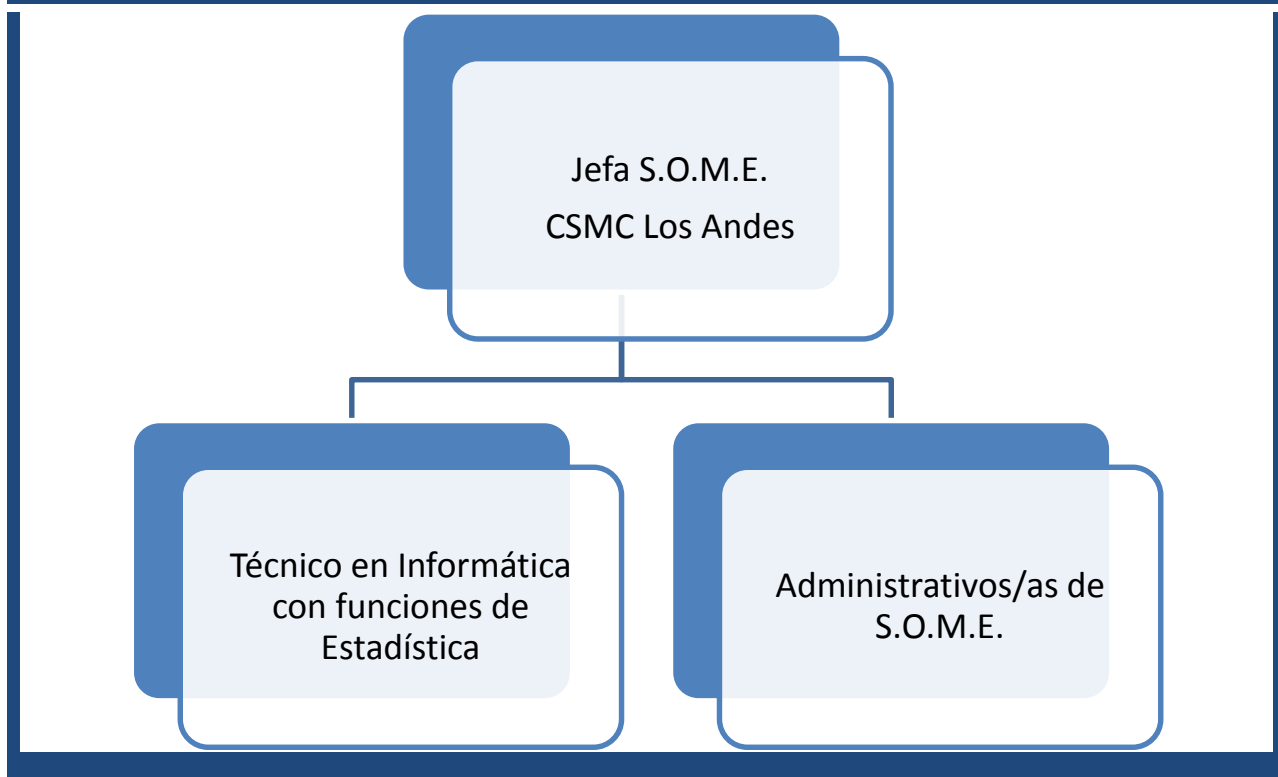 Jefa S.O.M.E.
CSMC Los Andes
Técnico en Informática
con funciones de
Estadística
Administrativos/as de
S.O.M.E.